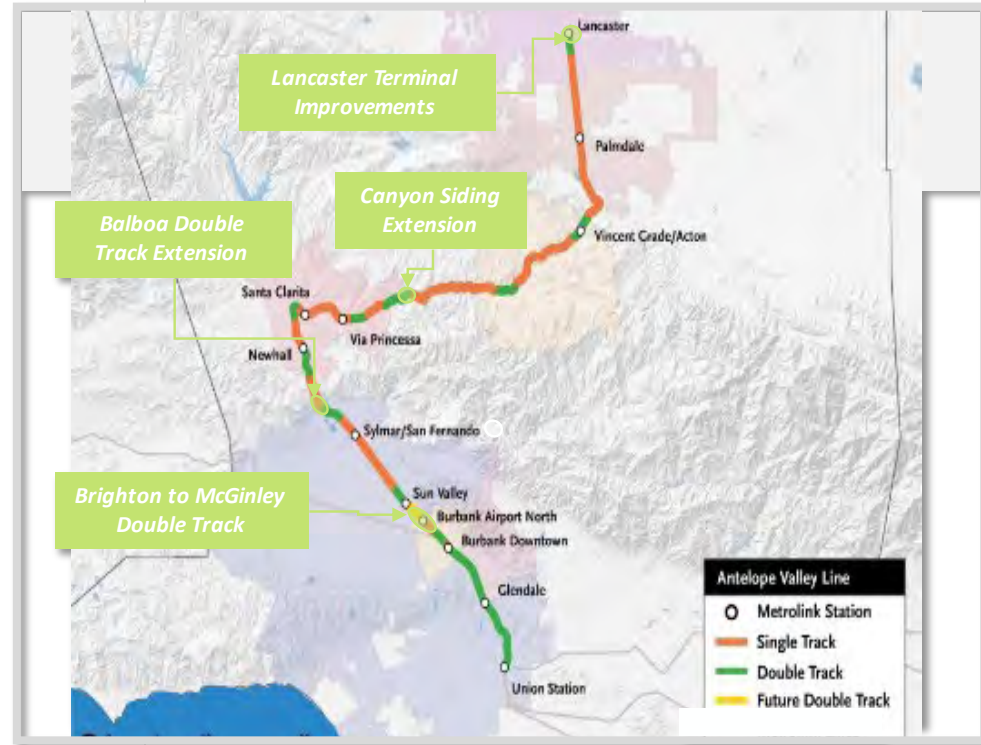 Lancaster
Lancaster Terminal
Improvements
Palmdale
Canyon Siding
Extension
Balboa Double
Track Extension
Vincent Grade/Acton
Santa Clarita
Via Princessa
Newhall
Sylmar/San Fernando
Brighton to McGinley
Double Track
Sun Valley
Burbank Airport North
Burbank Downtown
Glendale
Union Station
Antelope Valley Line
Metrolink Station
Single Track
Double Track
Future Double Track